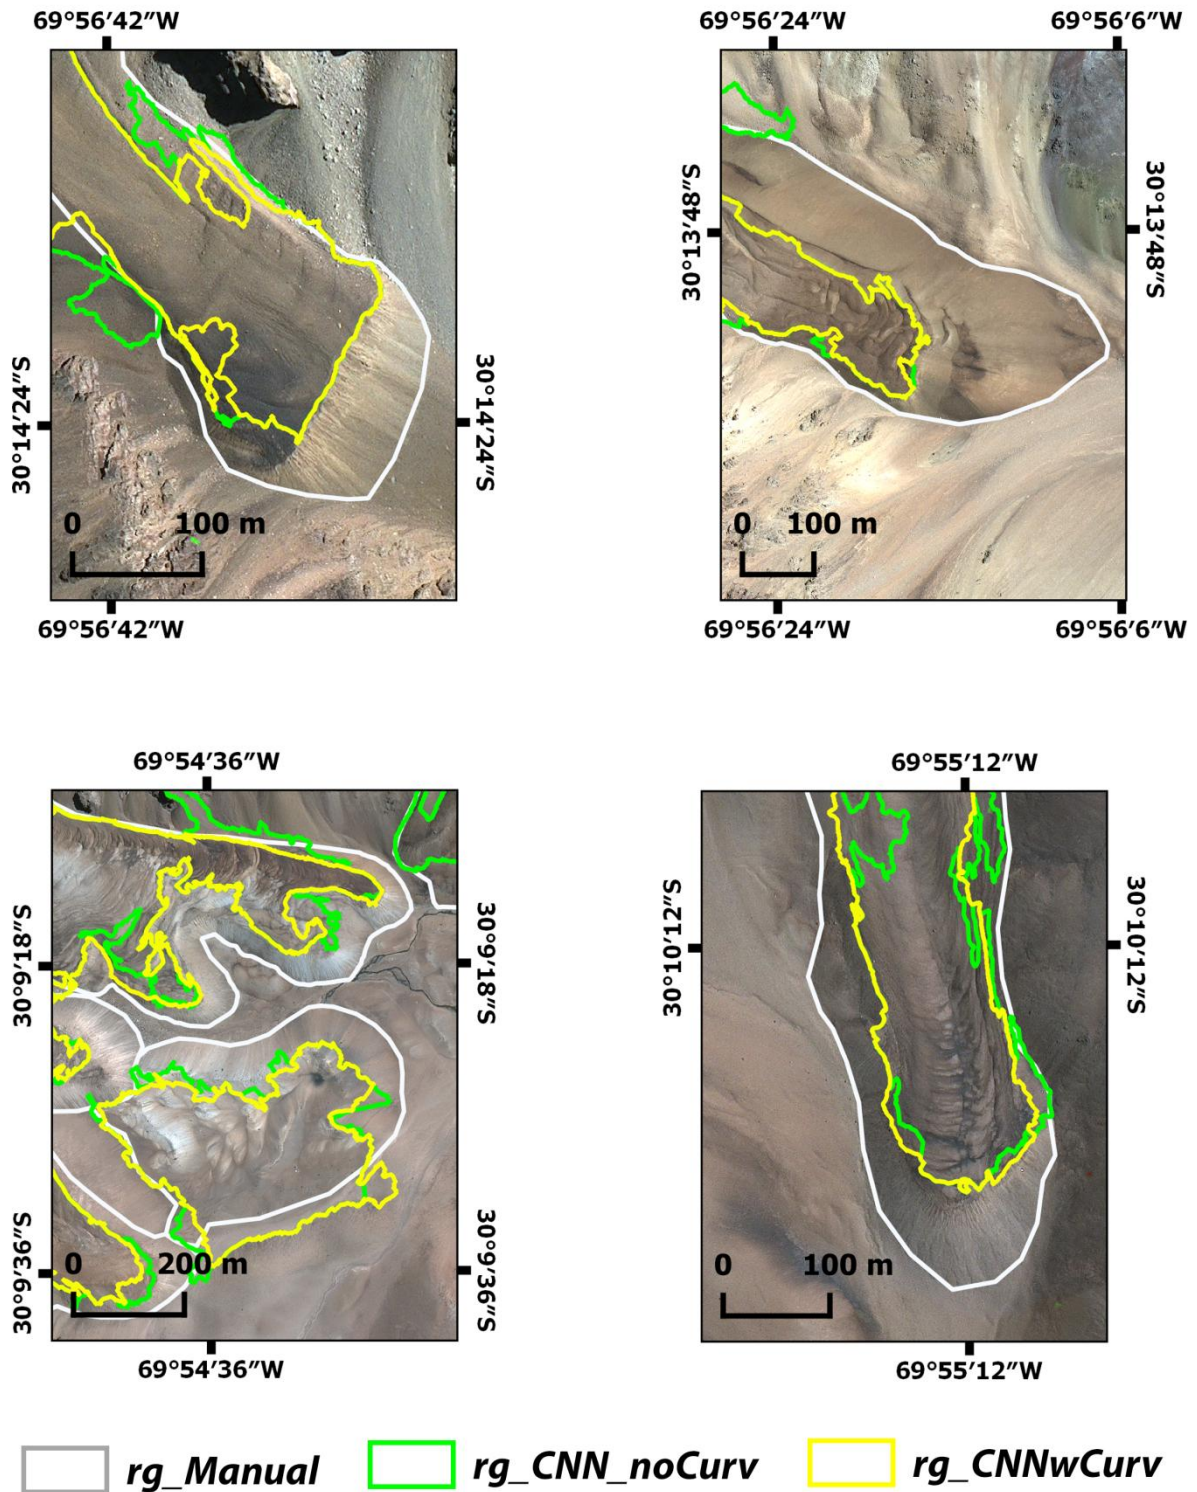 69°56′42″W
69°56′24″W 69°56′6″W
30°13′48″S
30°13′48″S
30°14′24″S
30°14′24″S
0 100 m
0 100 m
69°56′42″W
69°56′24″W 69°56′6″W
69°54′36″W
69°55′12″W
30°9′18″S
30°9′18″S
30°10′12″S
30°10′12″S
30°9′36″S
30°9′36″S
0 200 m
0 100 m
69°54′36″W
69°55′12″W
rg_Manual
rg_CNN_noCurv
rg_CNNwCurv